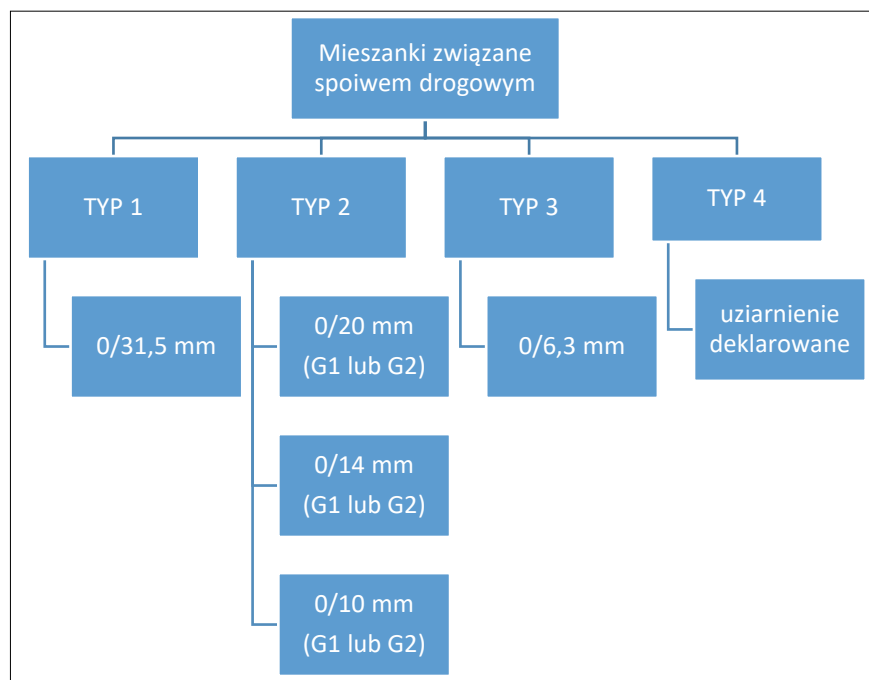 Mieszanki związane
spoiwem drogowym
TYP 1
TYP 2
TYP 3
TYP 4
0/31,5 mm
0/20 mm
(G1 lub G2)
0/6,3 mm
uziarnienie
deklarowane
0/14 mm
(G1 lub G2)
0/10 mm
(G1 lub G2)